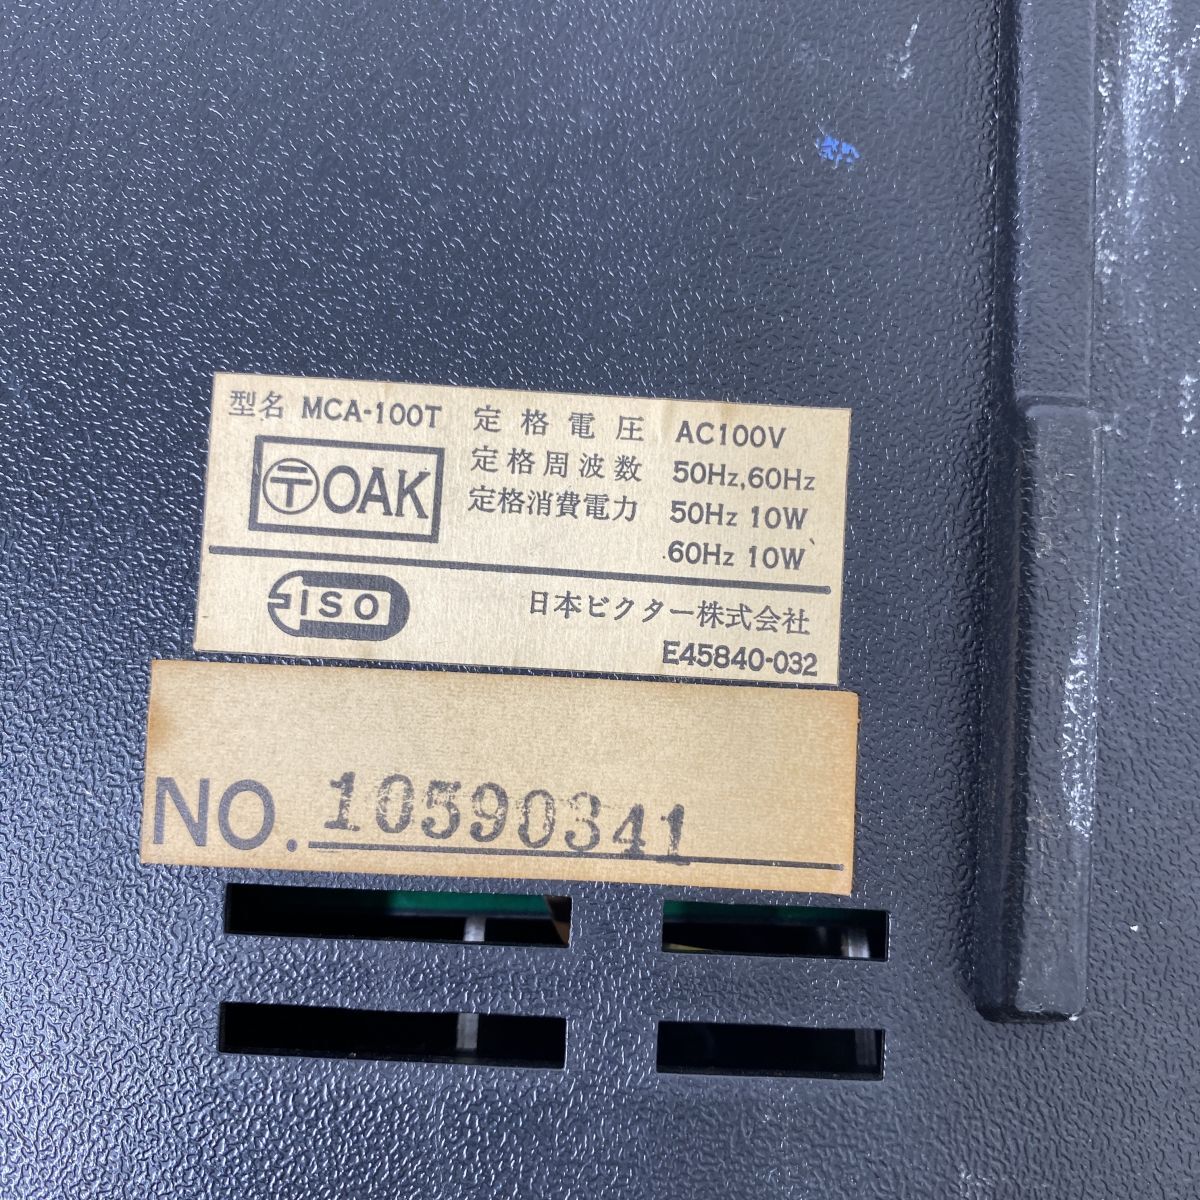 型名 MCA-100T 定格電圧 AC100V
〒OAK 定格周波数 50Hz,60Hz
定格消費電力 50Hz 10W
60Hz 10W
ISO 日本ビクター株式会社
E45840-032
NO. 10590341